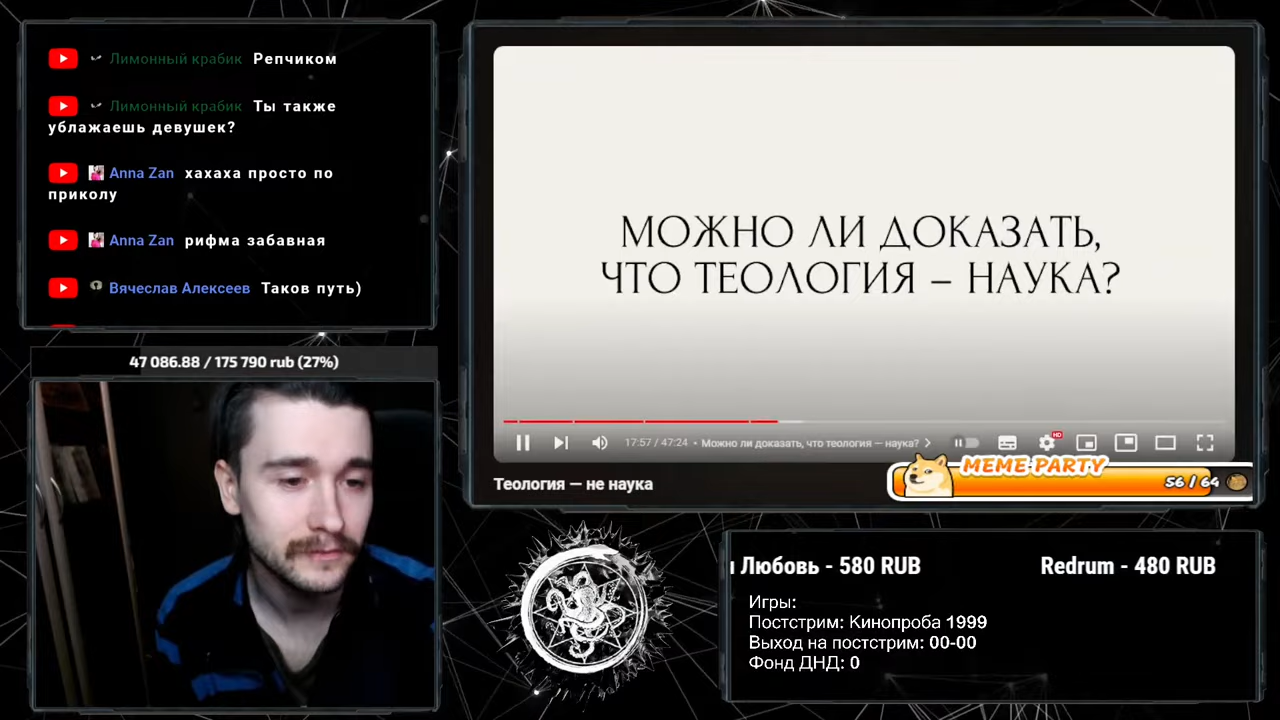 Лимонный крабик Репчиком
Лимонный крабик Ты также
ублажаешь девушек?
Anna Zan хахаха просто по
приколу
Anna Zan рифма забавная
Вячеслав Алексеев Таков путь)
47 086.88 / 175 790 rub (27%)
МОЖНО ЛИ ДОКАЗАТЬ,
ЧТО ТЕОЛОГИЯ – НАУКА?
17:57 / 47:24 • Можно ли доказать, что теология — наука?
HD
MEME PARTY
56 / 64
Теология — не наука
Любовь - 580 RUB
Redrum - 480 RUB
Игры:
Постстрим: Кинопроба 1999
Выход на постстрим: 00-00
Фонд ДНД: 0